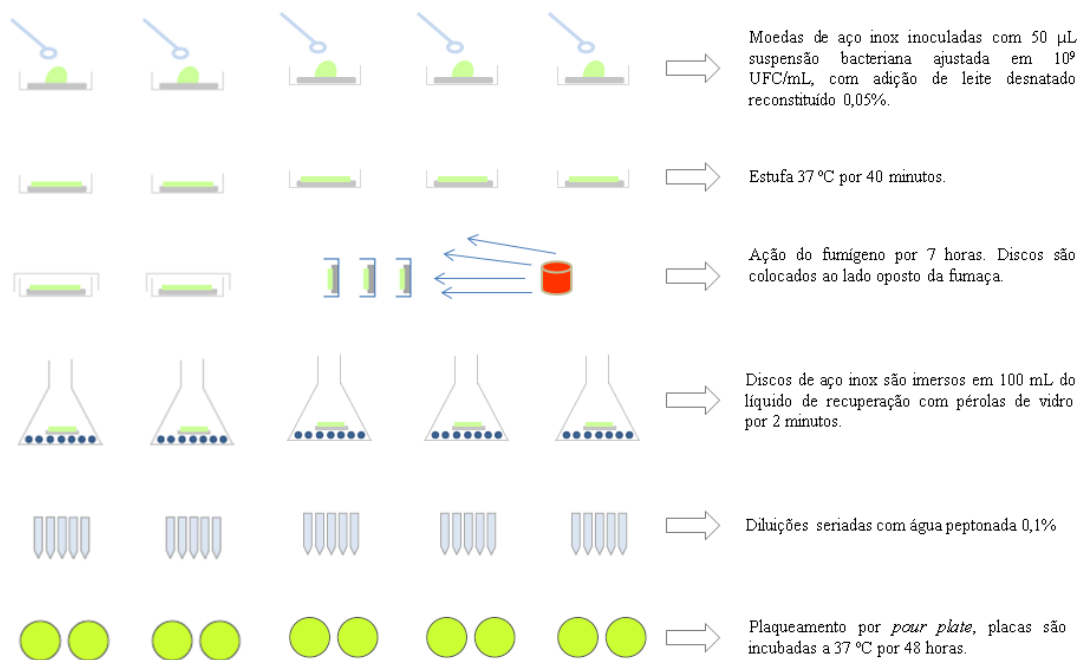 Moedas de aço inox inoculadas com 50 µL
suspensão bacteriana ajustada em 10⁹
UFC/mL, com adição de leite desnatado
reconstituído 0,05%.
Estufa 37 ºC por 40 minutos.
Ação do fumígeno por 7 horas. Discos são
colocados ao lado oposto da fumaça.
Discos de aço inox são imersos em 100 mL do
líquido de recuperação com pérolas de vidro
por 2 minutos.
Diluições seriadas com água peptonada 0,1%
Plaqueamento por pour plate, placas são
incubadas a 37 ºC por 48 horas.